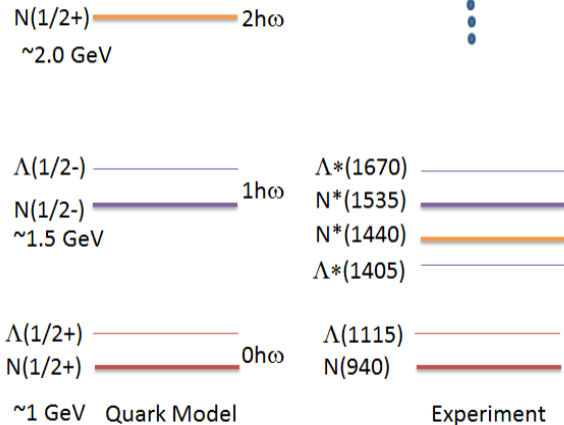 N(1/2+) 2hω
~2.0 GeV
Λ(1/2-)
1hω
N(1/2-)
~1.5 GeV
Λ(1/2+)
N(1/2+) 0hω
~1 GeV Quark Model
Λ*(1670)
N*(1535)
N*(1440)
Λ*(1405)
Λ(1115)
N(940)
Experiment